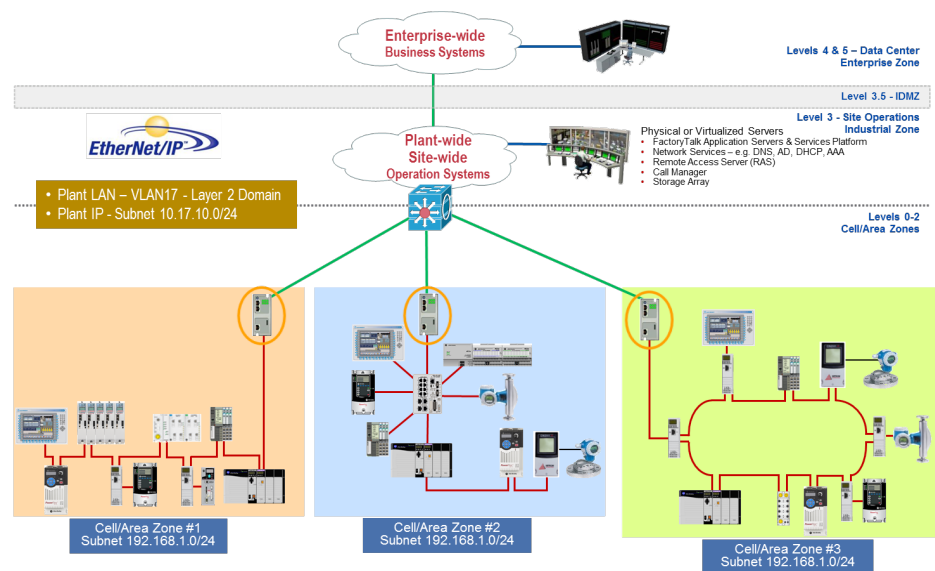 Enterprise-wide
Business Systems
Levels 4 & 5 – Data Center
Enterprise Zone
Level 3.5 - IDMZ
Level 3 - Site Operations
Industrial Zone
EtherNet/IP™
Plant-wide
Site-wide
Operation Systems
Physical or Virtualized Servers
• FactoryTalk Application Servers & Services Platform
• Network Services – e.g. DNS, AD, DHCP, AAA
• Remote Access Server (RAS)
• Call Manager
• Storage Array
• Plant LAN – VLAN17 - Layer 2 Domain
• Plant IP - Subnet 10.17.10.0/24
Levels 0-2
Cell/Area Zones
Cell/Area Zone #1
Subnet 192.168.1.0/24
Cell/Area Zone #2
Subnet 192.168.1.0/24
Cell/Area Zone #3
Subnet 192.168.1.0/24